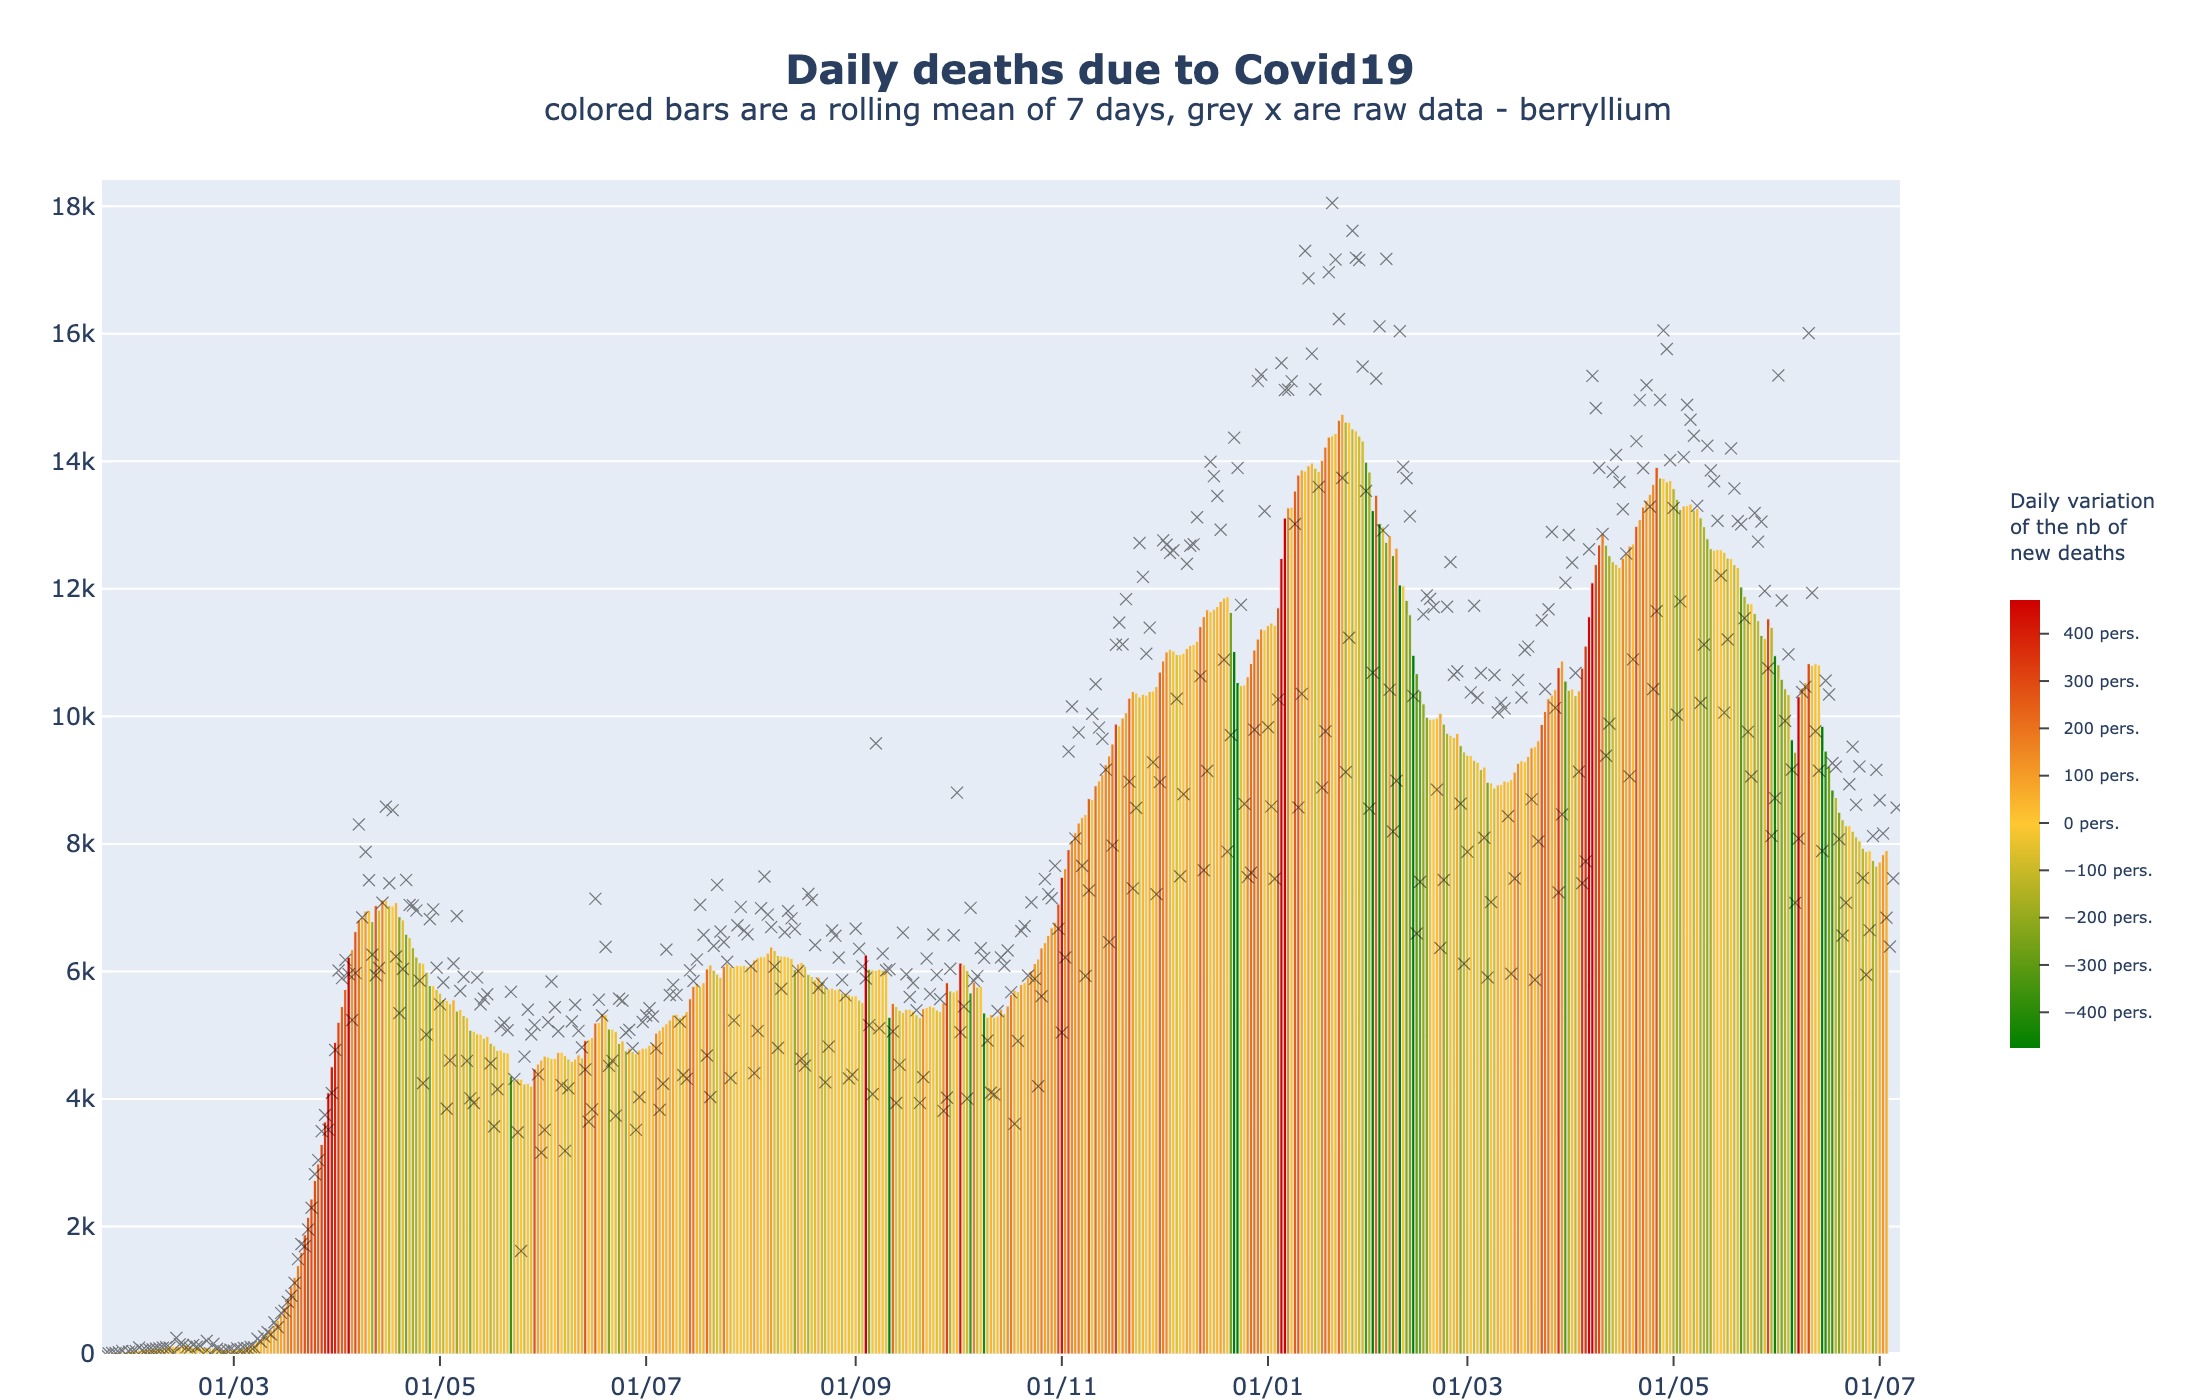 Daily deaths due to Covid19
colored bars are a rolling mean of 7 days, grey x are raw data - berryllium
18k
16k
14k
12k
10k
8k
6k
4k
2k
0
01/03
01/05
01/07
01/09
01/11
01/01
01/03
01/05
01/07
Daily variation
of the nb of
new deaths
400 pers.
300 pers.
200 pers.
100 pers.
0 pers.
−100 pers.
−200 pers.
−300 pers.
−400 pers.